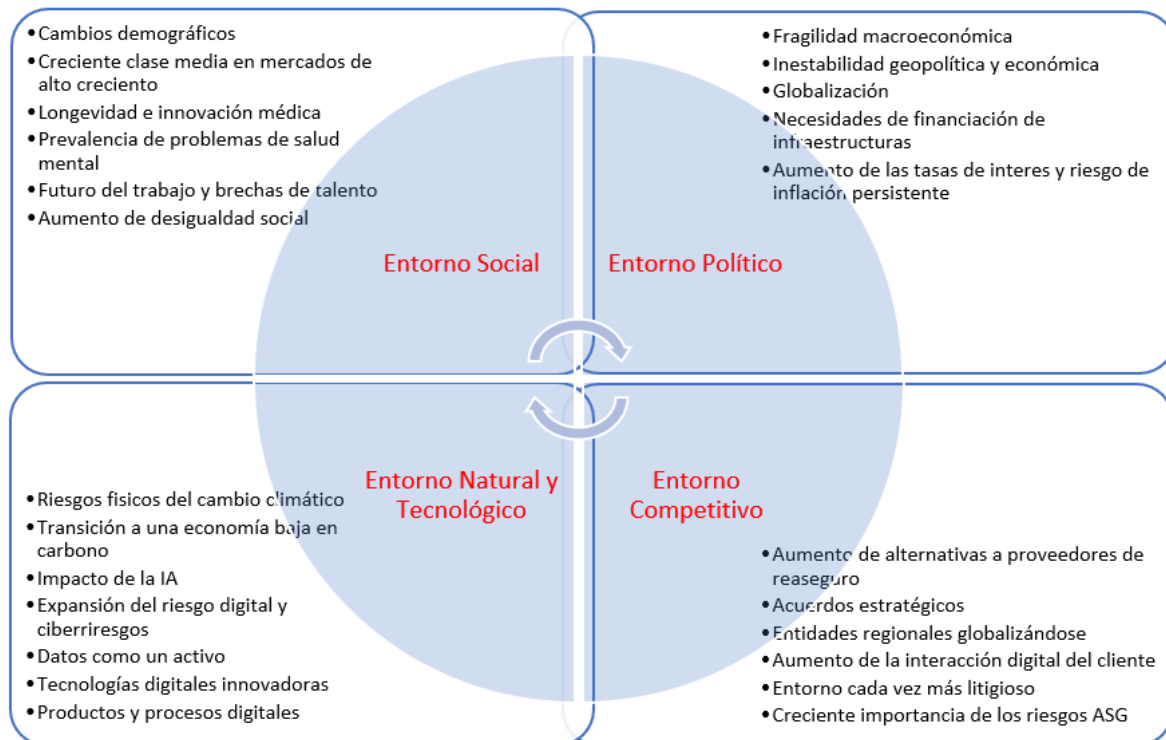 •Cambios demográficos
•Creciente clase media en mercados de
alto creciento
•Longevidad e innovación médica
•Prevalencia de problemas de salud
mental
•Futuro del trabajo y brechas de talento
•Aumento de desigualdad social
•Fragilidad macroeconómica
•Inestabilidad geopolítica y económica
•Globalización
•Necesidades de financiación de
infraestructuras
•Aumento de las tasas de interes y riesgo de
inflación persistente
Entorno Social
Entorno Político
Entorno Natural y
Tecnológico
Entorno
Competitivo
•Riesgos fisicos del cambio climático
•Transición a una economía baja en
carbono
•Impacto de la IA
•Expansión del riesgo digital y
ciberriresgos
•Datos como un activo
•Tecnologías digitales innovadoras
•Productos y procesos digitales
•Aumento de alternativas a proveedores de
reaseguro
•Acuerdos estratégicos
•Entidades regionales globalizándose
•Aumento de la interacción digital del cliente
•Entorno cada vez más litigioso
•Creciente importancia de los riesgos ASG